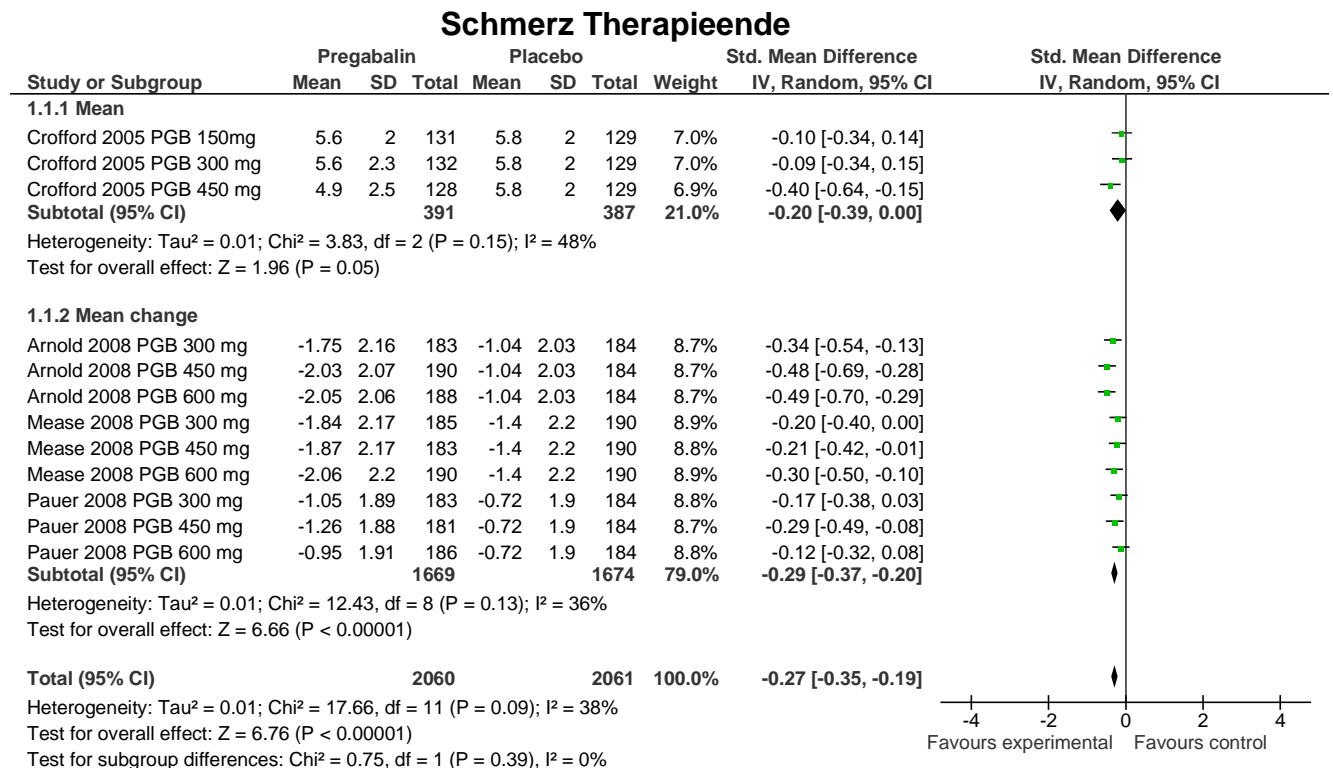 Schmerz Therapieende
Pregabalin Placebo Std. Mean Difference Std. Mean Difference
Study or Subgroup Mean SD Total Mean SD Total Weight IV, Random, 95% CI IV, Random, 95% CI
1.1.1 Mean
Crofford 2005 PGB 150mg 5.6 2 131 5.8 2 129 7.0% -0.10 [-0.34, 0.14]
Crofford 2005 PGB 300 mg 5.6 2.3 132 5.8 2 129 7.0% -0.09 [-0.34, 0.15]
Crofford 2005 PGB 450 mg 4.9 2.5 128 5.8 2 129 6.9% -0.40 [-0.64, -0.15]
Subtotal (95% CI) 391 387 21.0% -0.20 [-0.39, 0.00]
Heterogeneity: Tau² = 0.01; Chi² = 3.83, df = 2 (P = 0.15); I² = 48%
Test for overall effect: Z = 1.96 (P = 0.05)
1.1.2 Mean change
Arnold 2008 PGB 300 mg -1.75 2.16 183 -1.04 2.03 184 8.7% -0.34 [-0.54, -0.13]
Arnold 2008 PGB 450 mg -2.03 2.07 190 -1.04 2.03 184 8.7% -0.48 [-0.69, -0.28]
Arnold 2008 PGB 600 mg -2.05 2.06 188 -1.04 2.03 184 8.7% -0.49 [-0.70, -0.29]
Mease 2008 PGB 300 mg -1.84 2.17 185 -1.4 2.2 190 8.9% -0.20 [-0.40, 0.00]
Mease 2008 PGB 450 mg -1.87 2.17 183 -1.4 2.2 190 8.8% -0.21 [-0.42, -0.01]
Mease 2008 PGB 600 mg -2.06 2.2 190 -1.4 2.2 190 8.9% -0.30 [-0.50, -0.10]
Pauer 2008 PGB 300 mg -1.05 1.89 183 -0.72 1.9 184 8.8% -0.17 [-0.38, 0.03]
Pauer 2008 PGB 450 mg -1.26 1.88 181 -0.72 1.9 184 8.7% -0.29 [-0.49, -0.08]
Pauer 2008 PGB 600 mg -0.95 1.91 186 -0.72 1.9 184 8.8% -0.12 [-0.32, 0.08]
Subtotal (95% CI) 1669 1674 79.0% -0.29 [-0.37, -0.20]
Heterogeneity: Tau² = 0.01; Chi² = 12.43, df = 8 (P = 0.13); I² = 36%
Test for overall effect: Z = 6.66 (P < 0.00001)
Total (95% CI) 2060 2061 100.0% -0.27 [-0.35, -0.19]
Heterogeneity: Tau² = 0.01; Chi² = 17.66, df = 11 (P = 0.09); I² = 38%
Test for overall effect: Z = 6.76 (P < 0.00001)
Test for subgroup differences: Chi² = 0.75, df = 1 (P = 0.39), I² = 0%
-4 -2 0 2 4
Favours experimental Favours control